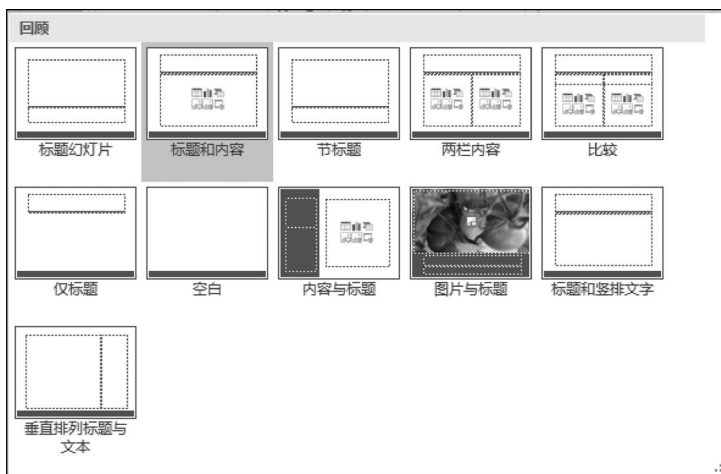 回顾
标题幻灯片
标题和内容
节标题
两栏内容
比较
仅标题
空白
内容与标题
图片与标题
标题和竖排文字
垂直排列标题与
文本